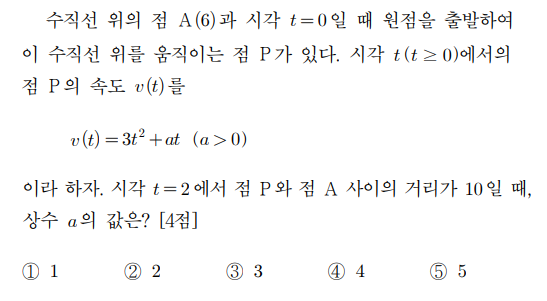 수직선 위의 점 A(6)과 시각 t=0일 때 원점을 출발하여
이 수직선 위를 움직이는 점 P가 있다. 시각 t(t≥0)에서의
점 P의 속도 v(t)를
v(t)=3t²+at (a>0)
이라 하자. 시각 t=2에서 점 P와 점 A 사이의 거리가 10일 때,
상수 a의 값은? [4점]
① 1 ② 2 ③ 3 ④ 4 ⑤ 5